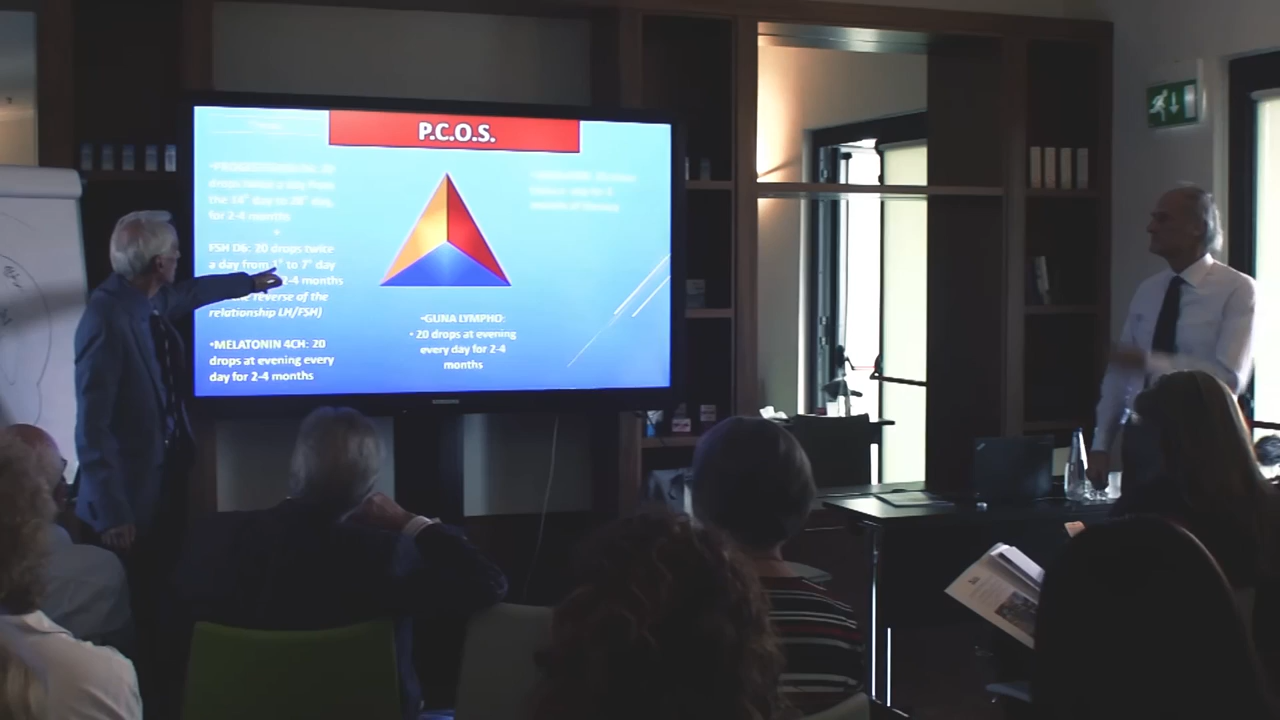 P.C.O.S.
drops twice a day from
the 14° day to 28° day,
for 2-4 months
FSH D6: 20 drops twice
a day from 1° to 7° day
2-4 months
reverse of the
relationship LH/FSH)
•MELATONIN 4CH: 20
drops at evening every
day for 2-4 months
•GUNA LYMPHO:
• 20 drops at evening
every day for 2-4
months
SAMSUNG